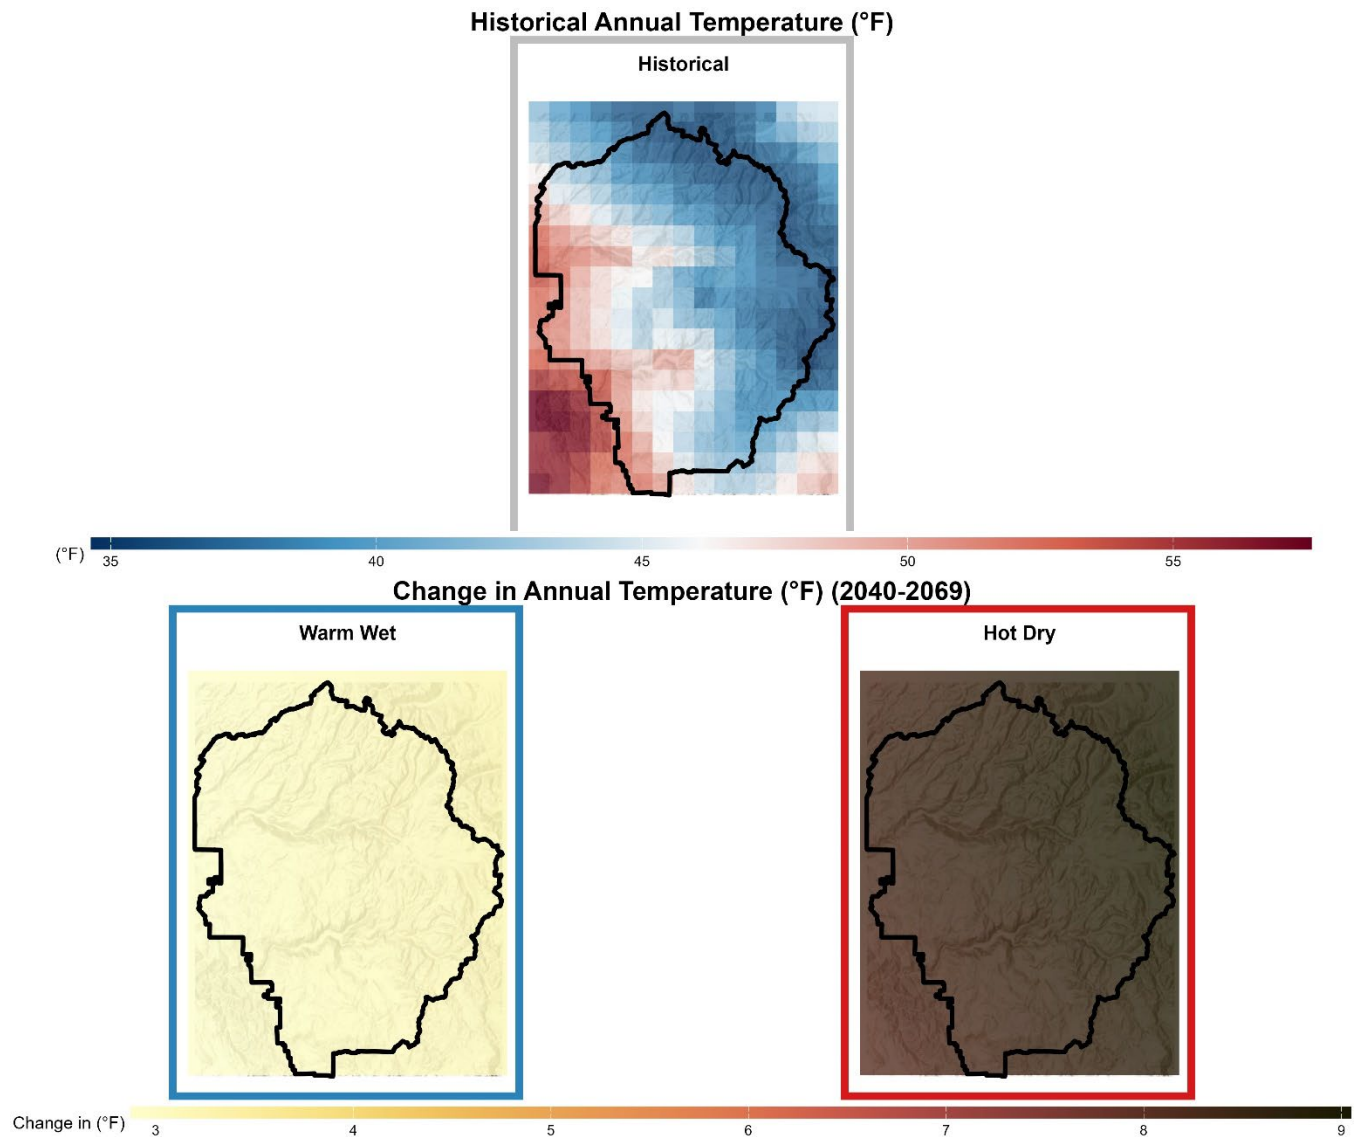 Historical Annual Temperature (°F)
Historical
(°F) 35 40 45 50 55
Change in Annual Temperature (°F) (2040-2069)
Warm Wet Hot Dry
Change in (°F) 3 4 5 6 7 8 9